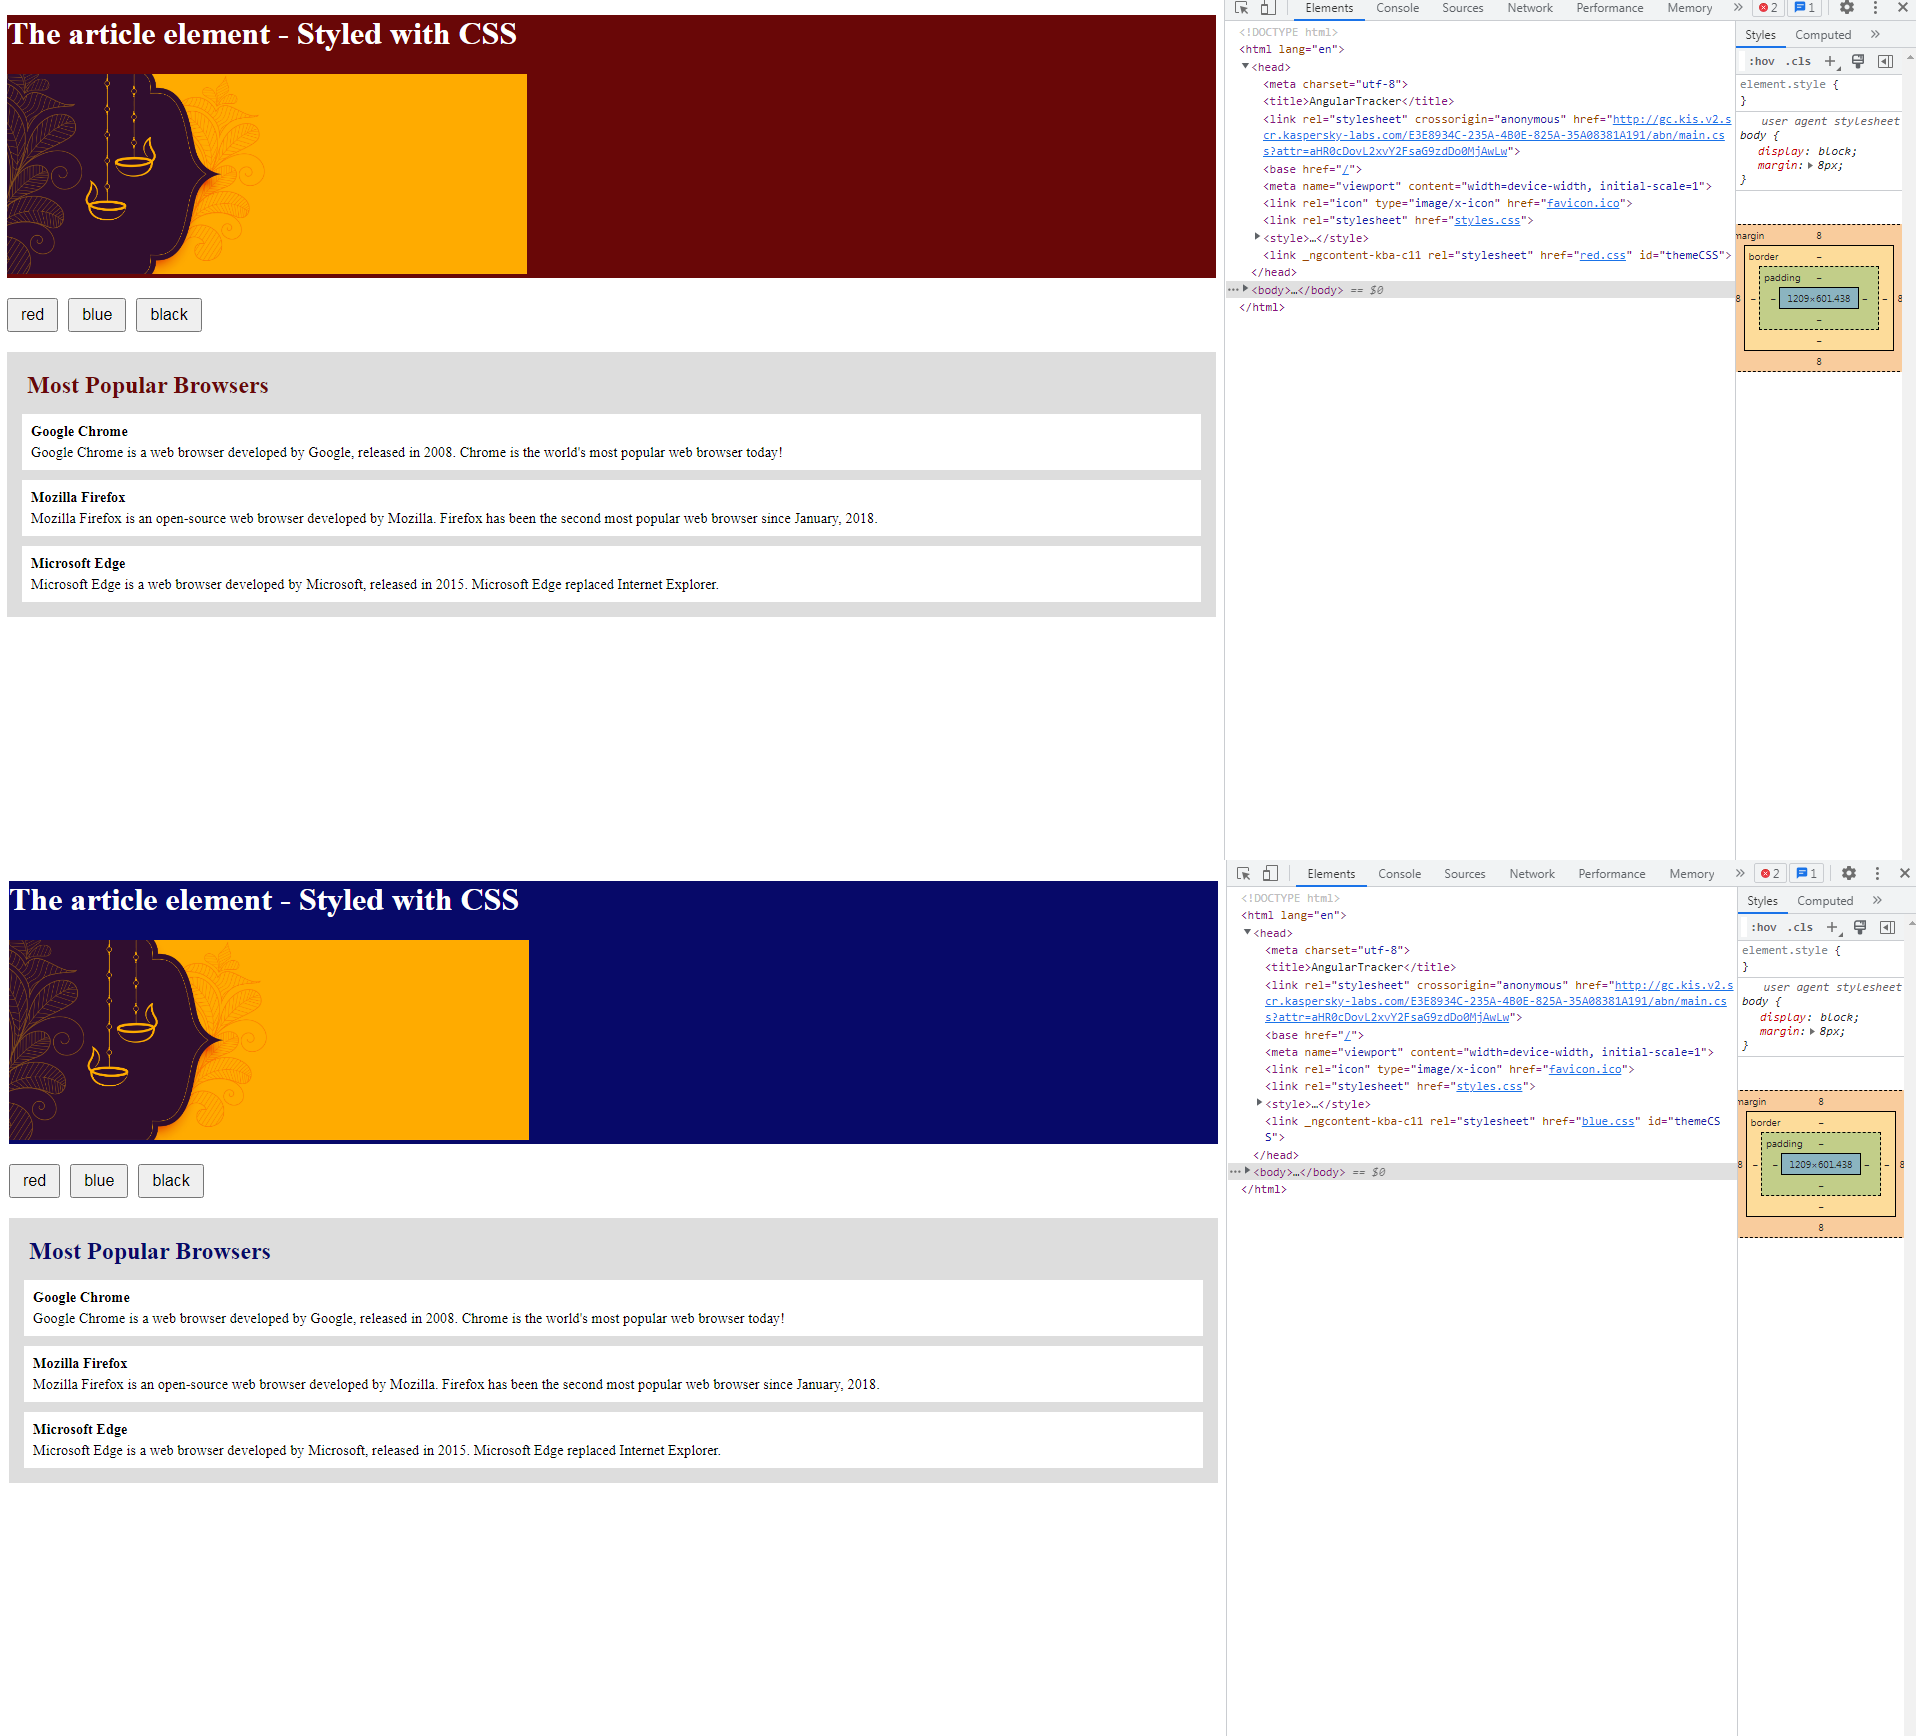 The article element - Styled with CSS
red blue black
Most Popular Browsers
Google Chrome
Google Chrome is a web browser developed by Google, released in 2008. Chrome is the world's most popular web browser today!
Mozilla Firefox
Mozilla Firefox is an open-source web browser developed by Mozilla. Firefox has been the second most popular web browser since January, 2018.
Microsoft Edge
Microsoft Edge is a web browser developed by Microsoft, released in 2015. Microsoft Edge replaced Internet Explorer.
Elements Console Sources Network Performance Memory » 2 1
<!DOCTYPE html>
<html lang="en">
<head>
<meta charset="utf-8">
<title>AngularTracker</title>
<link rel="stylesheet" crossorigin="anonymous" href="http://gc.kis.v2.s
cr.kaspersky-labs.com/E3E8934C-235A-4B0E-825A-35A08381A191/abn/main.cs
s?attr=aHR0cDovL2xvY2FsaG9zdDo0MjAwLw">
<base href="/">
<meta name="viewport" content="width=device-width, initial-scale=1">
<link rel="icon" type="image/x-icon" href="favicon.ico">
<link rel="stylesheet" href="styles.css">
<style>…</style>
<link _ngcontent-kba-c11 rel="stylesheet" href="red.css" id="themeCSS">
</head>
<body>…</body> == $0
</html>
Styles Computed »
:hov .cls +
element.style {
}
user agent stylesheet
body {
display: block;
margin: 8px;
}
margin 8
border –
padding –
8 – – 1209×601.438 – – 8
–
–
8
The article element - Styled with CSS
red blue black
Most Popular Browsers
Google Chrome
Google Chrome is a web browser developed by Google, released in 2008. Chrome is the world's most popular web browser today!
Mozilla Firefox
Mozilla Firefox is an open-source web browser developed by Mozilla. Firefox has been the second most popular web browser since January, 2018.
Microsoft Edge
Microsoft Edge is a web browser developed by Microsoft, released in 2015. Microsoft Edge replaced Internet Explorer.
Elements Console Sources Network Performance Memory » 2 1
<!DOCTYPE html>
<html lang="en">
<head>
<meta charset="utf-8">
<title>AngularTracker</title>
<link rel="stylesheet" crossorigin="anonymous" href="http://gc.kis.v2.s
cr.kaspersky-labs.com/E3E8934C-235A-4B0E-825A-35A08381A191/abn/main.cs
s?attr=aHR0cDovL2xvY2FsaG9zdDo0MjAwLw">
<base href="/">
<meta name="viewport" content="width=device-width, initial-scale=1">
<link rel="icon" type="image/x-icon" href="favicon.ico">
<link rel="stylesheet" href="styles.css">
<style>…</style>
<link _ngcontent-kba-c11 rel="stylesheet" href="blue.css" id="themeCS
S">
</head>
<body>…</body> == $0
</html>
Styles Computed »
:hov .cls +
element.style {
}
user agent stylesheet
body {
display: block;
margin: 8px;
}
margin 8
border –
padding –
8 – – 1209×601.438 – – 8
–
–
8